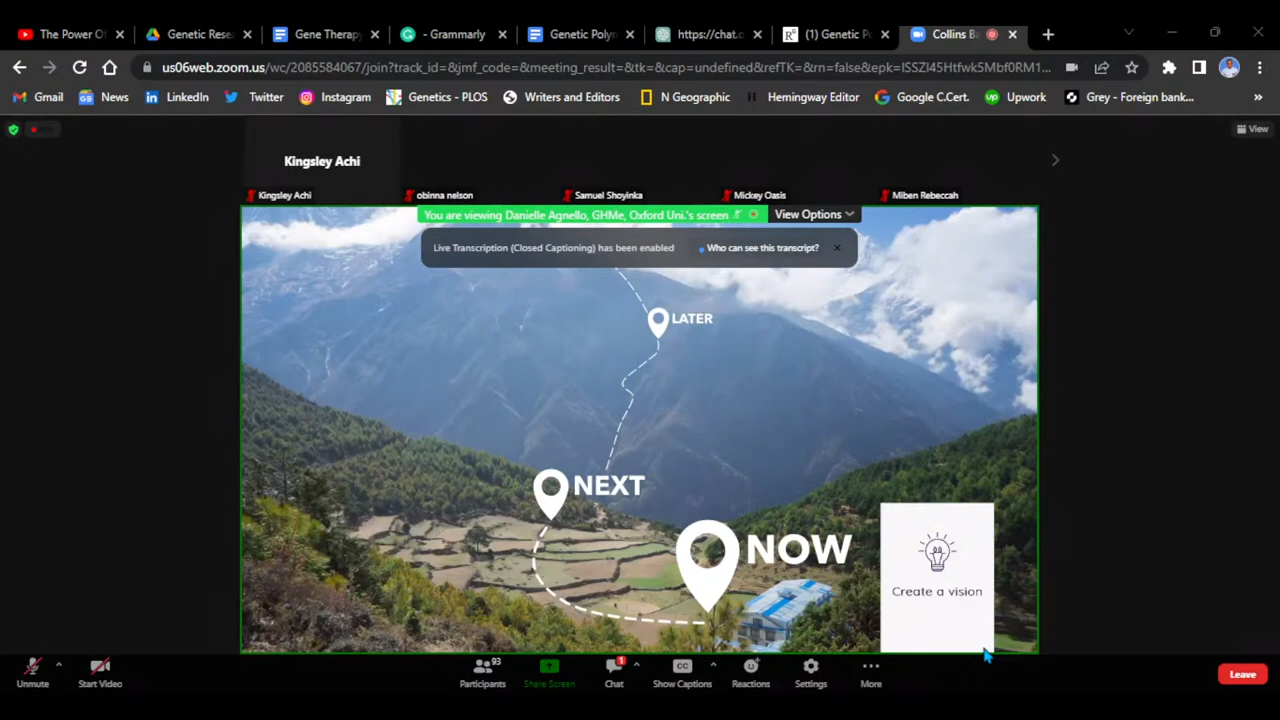 The Power Of
Genetic Resea
Gene Therapy
- Grammarly
Genetic Polyn
https://chat.o
(1) Genetic Po
Collins Ba
us06web.zoom.us/wc/2085584067/join?track_id=&jmf_code=&meeting_result=&tk=&cap=undefined&refTK=&rn=false&epk=ISSZI45Htfwk5Mbf0RM1...
Gmail
News
LinkedIn
Twitter
Instagram
Genetics - PLOS
Writers and Editors
N Geographic
Hemingway Editor
Google C.Cert.
Upwork
Grey - Foreign bank...
»
View
Kingsley Achi
Kingsley Achi
obinna nelson
Samuel Shoyinka
Mickey Oasis
Miben Rebeccah
You are viewing Danielle Agnello, GHMe, Oxford Uni.'s screen
View Options
Live Transcription (Closed Captioning) has been enabled
Who can see this transcript?
LATER
NEXT
NOW
Create a vision
93
1
CC
Unmute
Start Video
Participants
Share Screen
Chat
Show Captions
Reactions
Settings
More
Leave